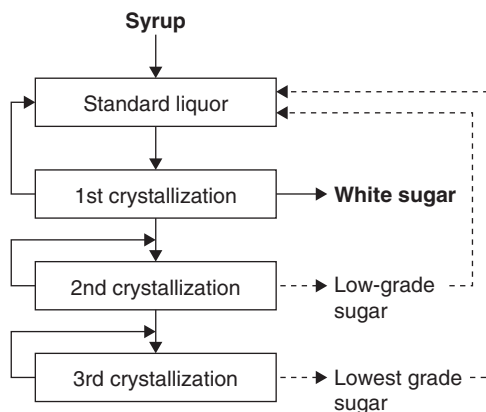 Syrup
Standard liquor
1st crystallization
White sugar
2nd crystallization
Low-grade
sugar
3rd crystallization
Lowest grade
sugar